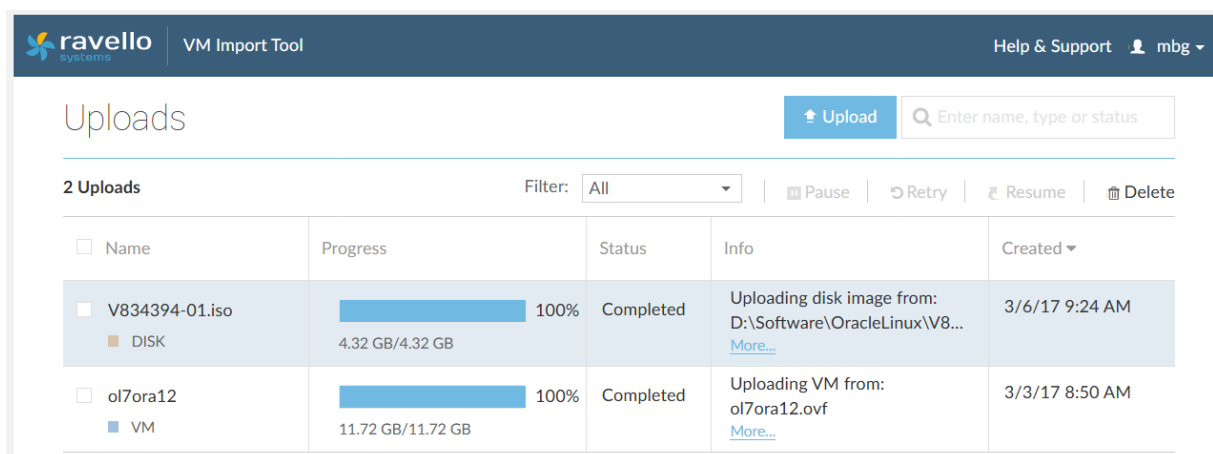 ravello
systems
VM Import Tool
Help & Support mbg
Uploads
Upload
Enter name, type or status
2 Uploads
Filter: All
Pause
Retry
Resume
Delete
Name Progress Status Info Created
V834394-01.iso
DISK
100%
4.32 GB/4.32 GB
Completed
Uploading disk image from:
D:\Software\OracleLinux\V8...
More...
3/6/17 9:24 AM
ol7ora12
VM
100%
11.72 GB/11.72 GB
Completed
Uploading VM from:
ol7ora12.ovf
More...
3/3/17 8:50 AM